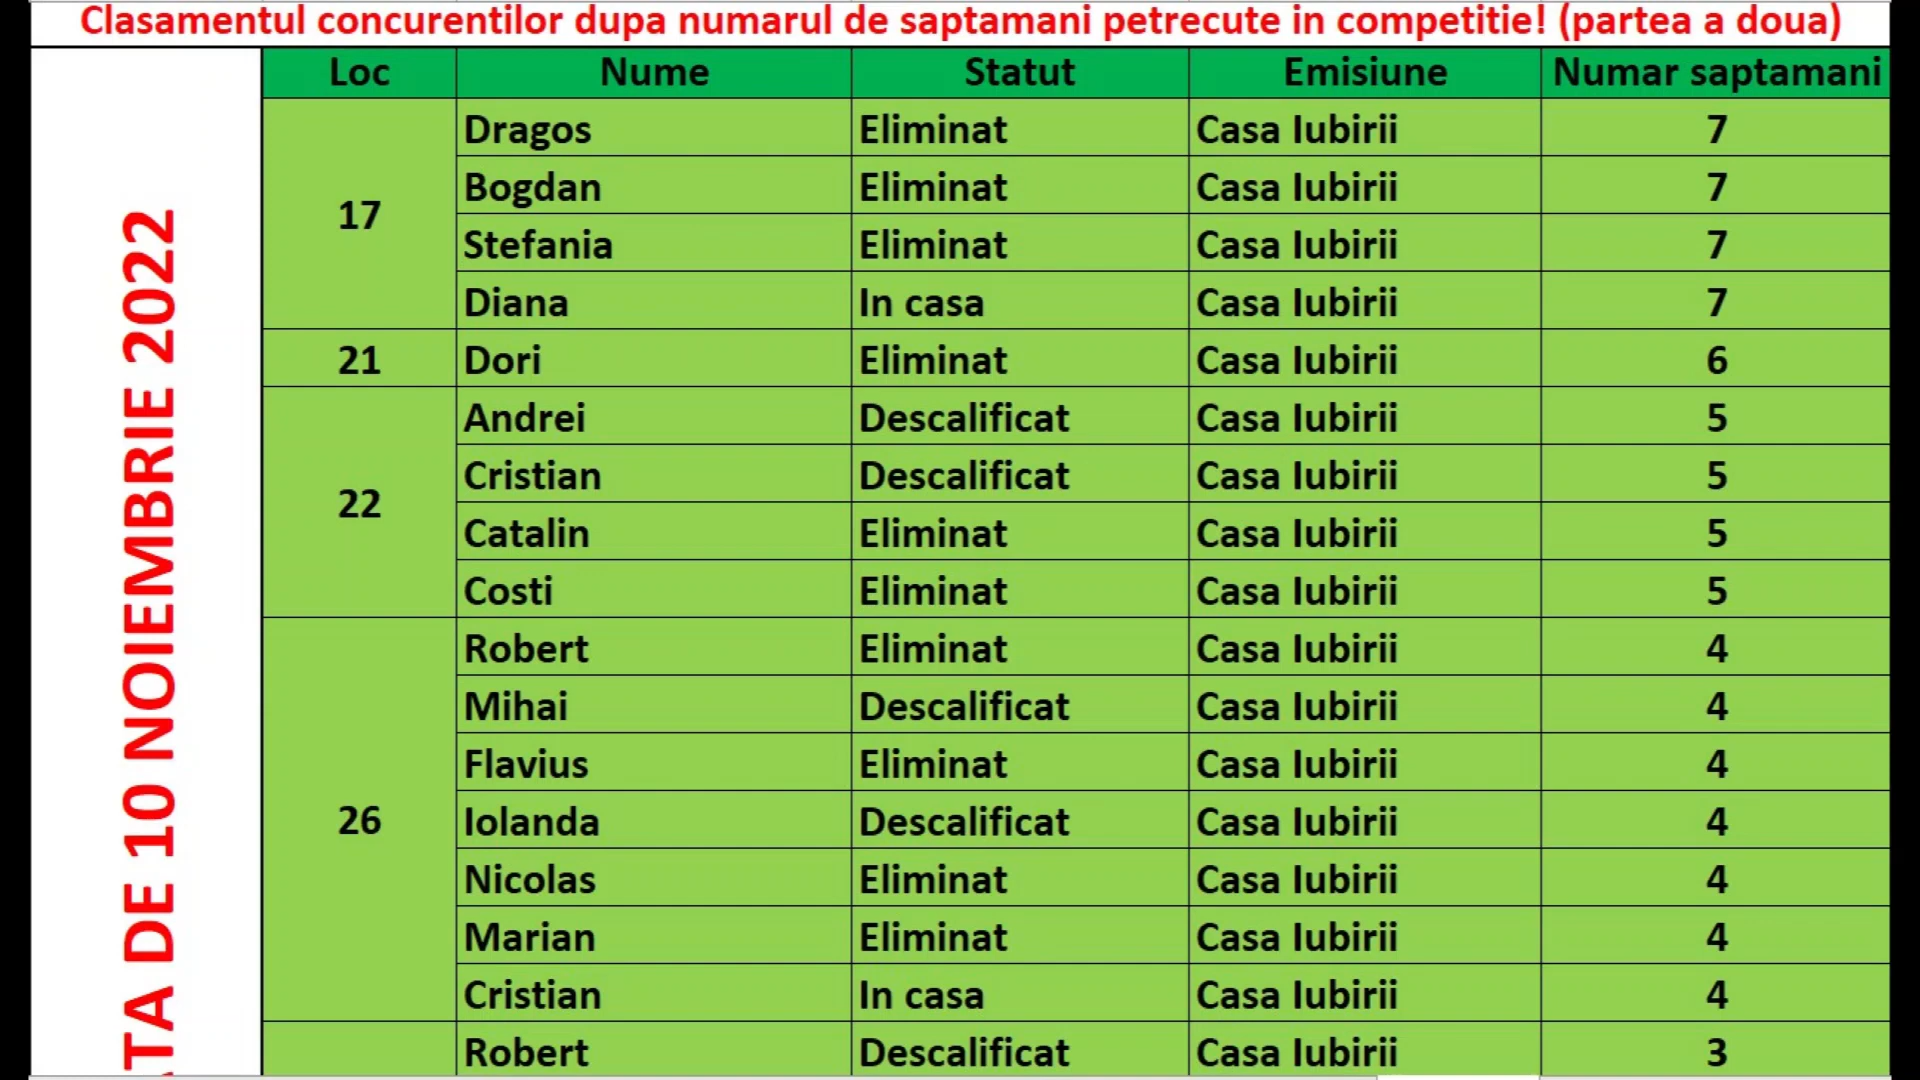 Clasamentul concurentilor dupa numarul de saptamani petrecute in competitie! (partea a doua)
Loc Nume Statut Emisiune Numar saptamani
17
Dragos Eliminat Casa Iubirii 7
Bogdan Eliminat Casa Iubirii 7
Stefania Eliminat Casa Iubirii 7
Diana In casa Casa Iubirii 7
21 Dori Eliminat Casa Iubirii 6
22
Andrei Descalificat Casa Iubirii 5
Cristian Descalificat Casa Iubirii 5
Catalin Eliminat Casa Iubirii 5
Costi Eliminat Casa Iubirii 5
26
Robert Eliminat Casa Iubirii 4
Mihai Descalificat Casa Iubirii 4
Flavius Eliminat Casa Iubirii 4
Iolanda Descalificat Casa Iubirii 4
Nicolas Eliminat Casa Iubirii 4
Marian Eliminat Casa Iubirii 4
Cristian In casa Casa Iubirii 4
Robert Descalificat Casa Iubirii 3
DE 10 NOIEMBRIE 2022